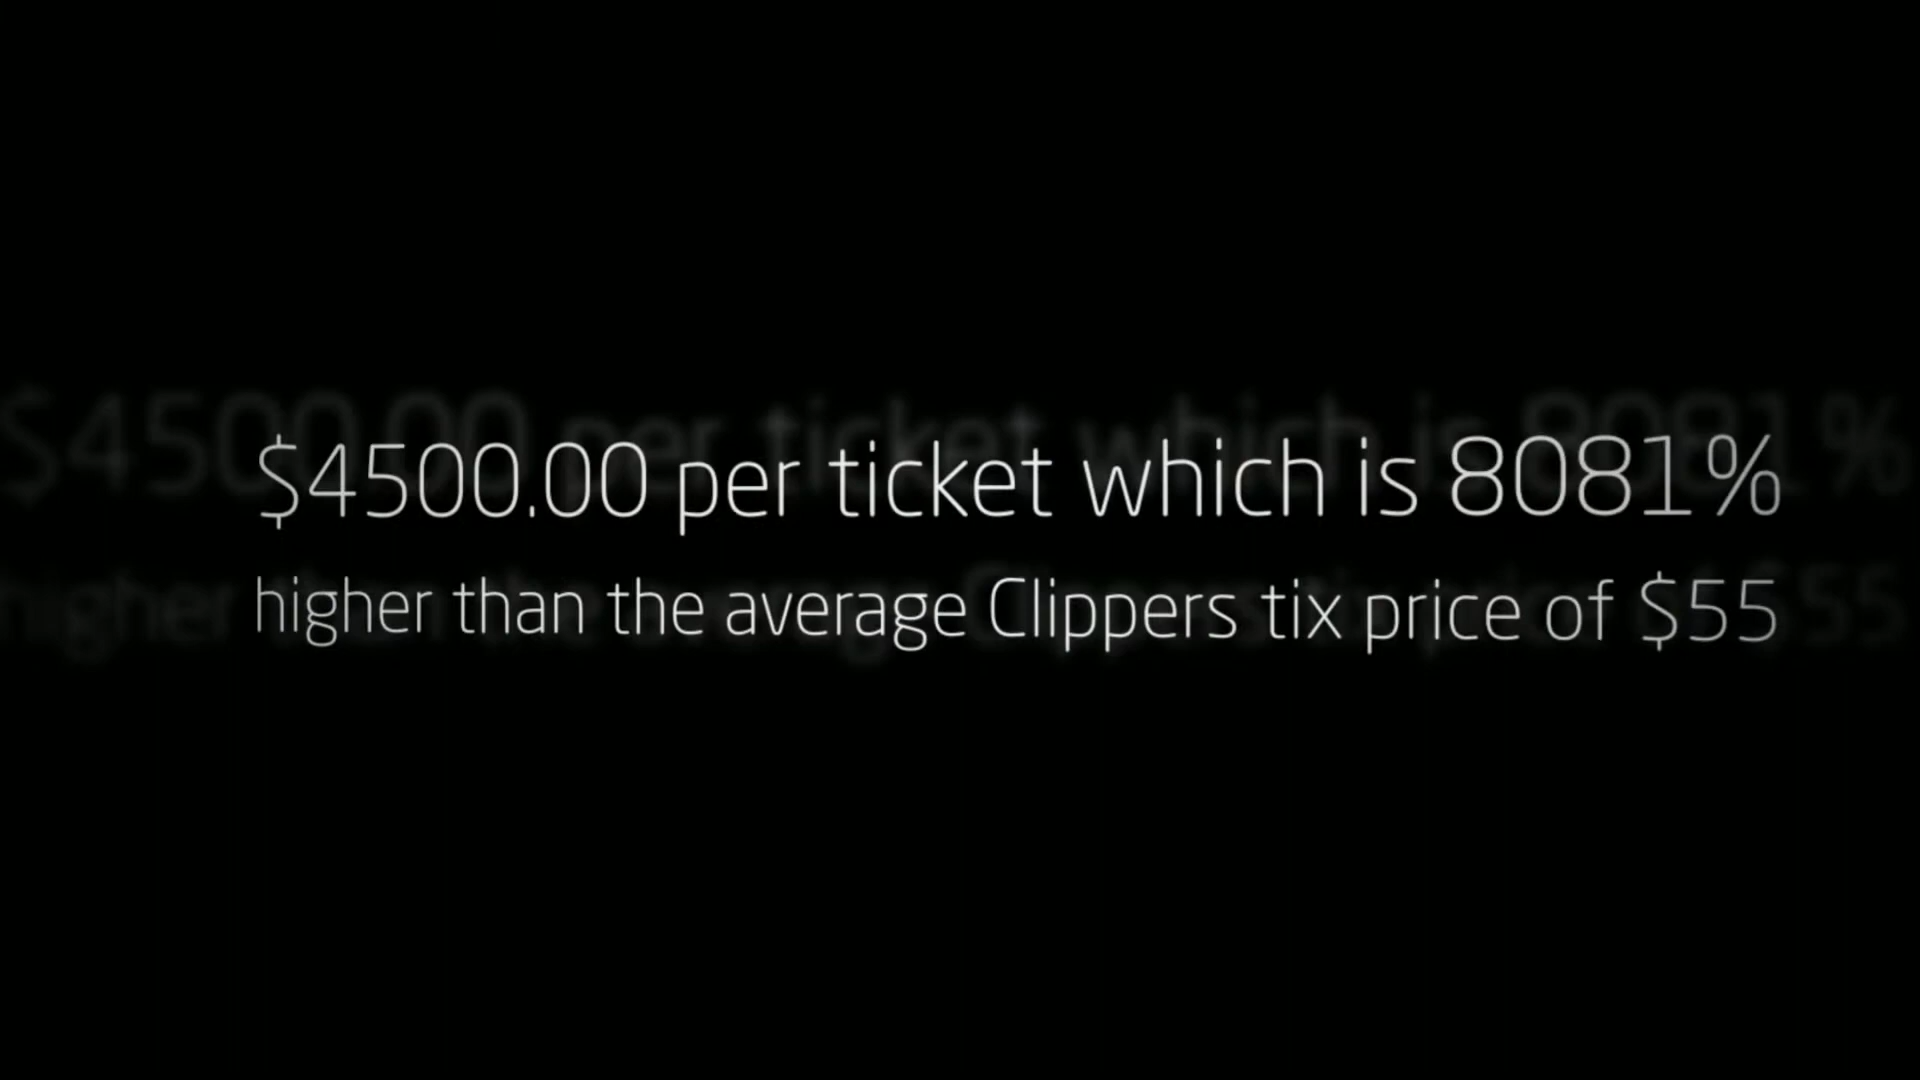 $4500.00 per ticket which is 8081%
higher than the average Clippers tix price of $55